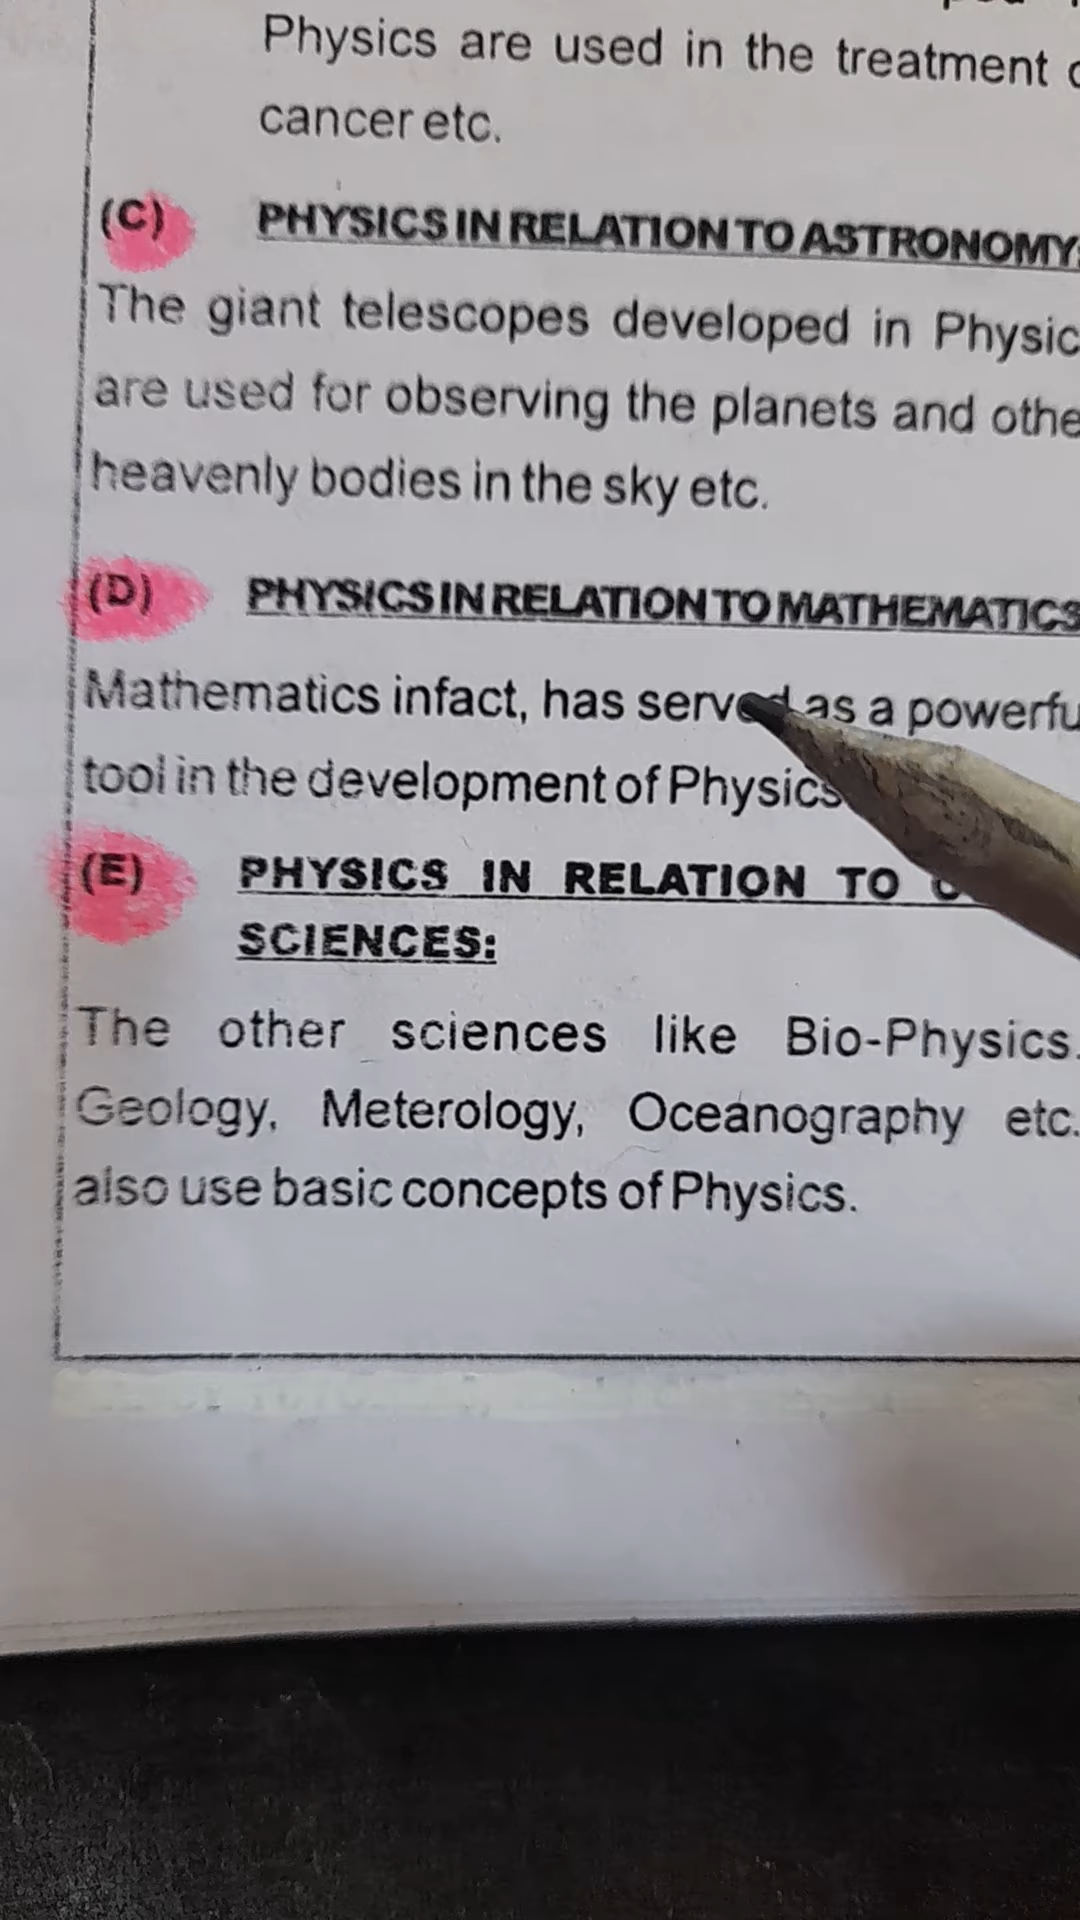 Physics are used in the treatment
cancer etc.
(C) PHYSICS IN RELATION TO ASTRONOMY:
The giant telescopes developed in Physic
are used for observing the planets and othe
heavenly bodies in the sky etc.
(D) PHYSICS IN RELATION TO MATHEMATICS
Mathematics infact, has served as a powerfu
tool in the development of Physics
(E) PHYSICS IN RELATION TO
SCIENCES:
The other sciences like Bio-Physics.
Geology, Meterology, Oceanography etc.
also use basic concepts of Physics.